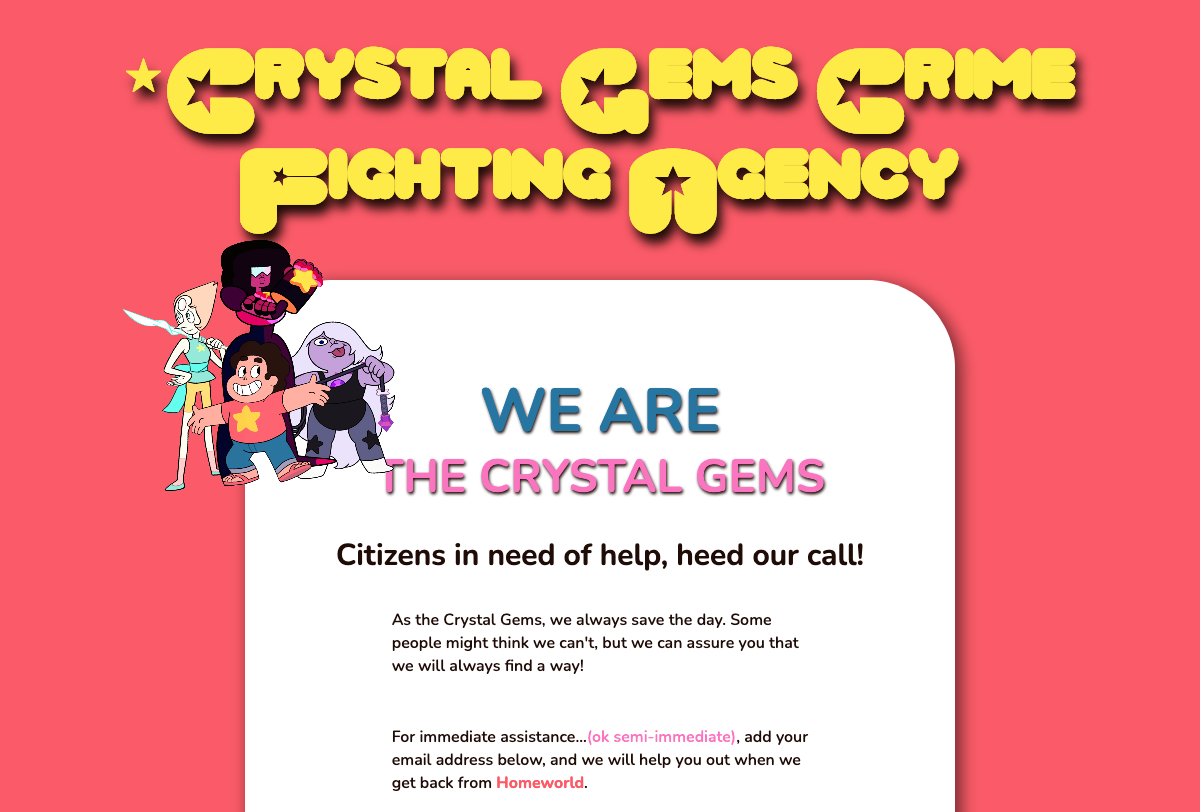 Crystal Gems Crime
Fighting Agency
WE ARE
THE CRYSTAL GEMS
Citizens in need of help, heed our call!
As the Crystal Gems, we always save the day. Some
people might think we can't, but we can assure you that
we will always find a way!
For immediate assistance...(ok semi-immediate), add your
email address below, and we will help you out when we
get back from Homeworld.